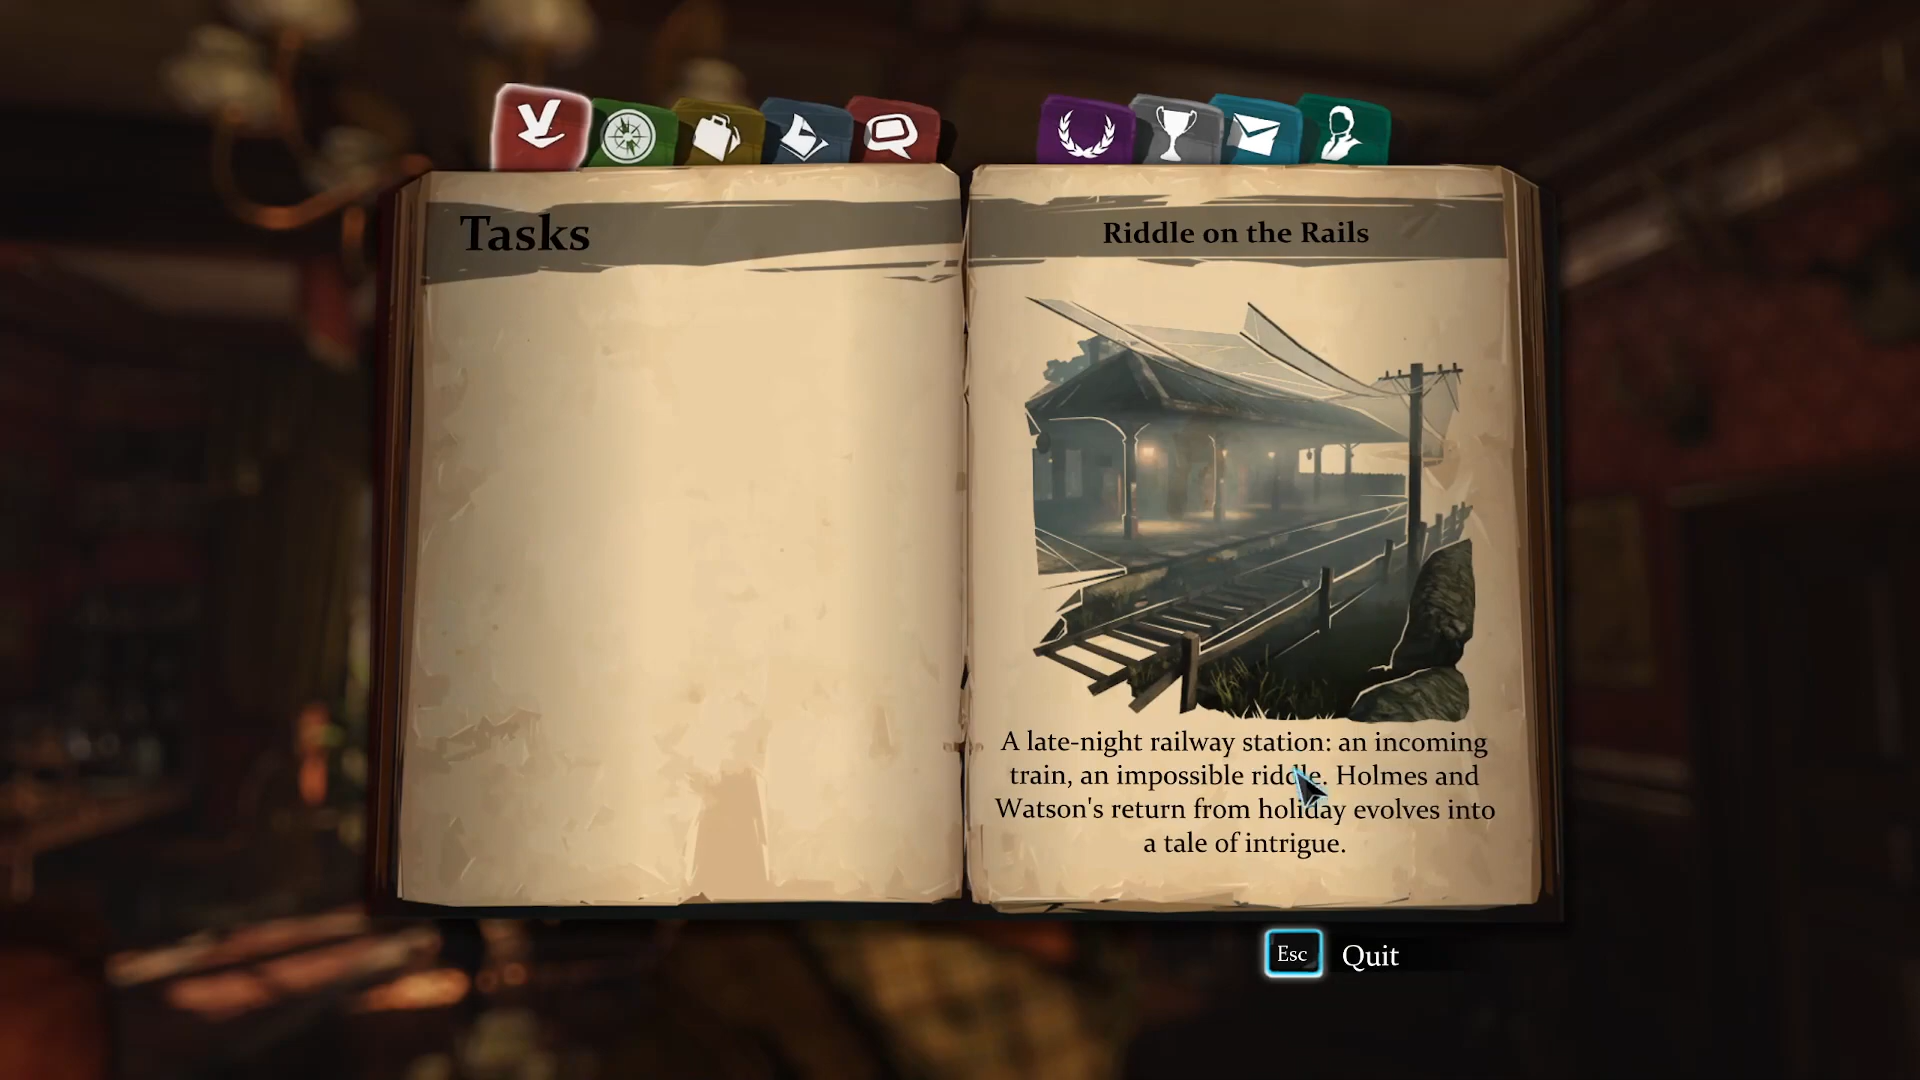 Tasks
Riddle on the Rails
A late-night railway station: an incoming
train, an impossible riddle. Holmes and
Watson's return from holiday evolves into
a tale of intrigue.
Esc Quit